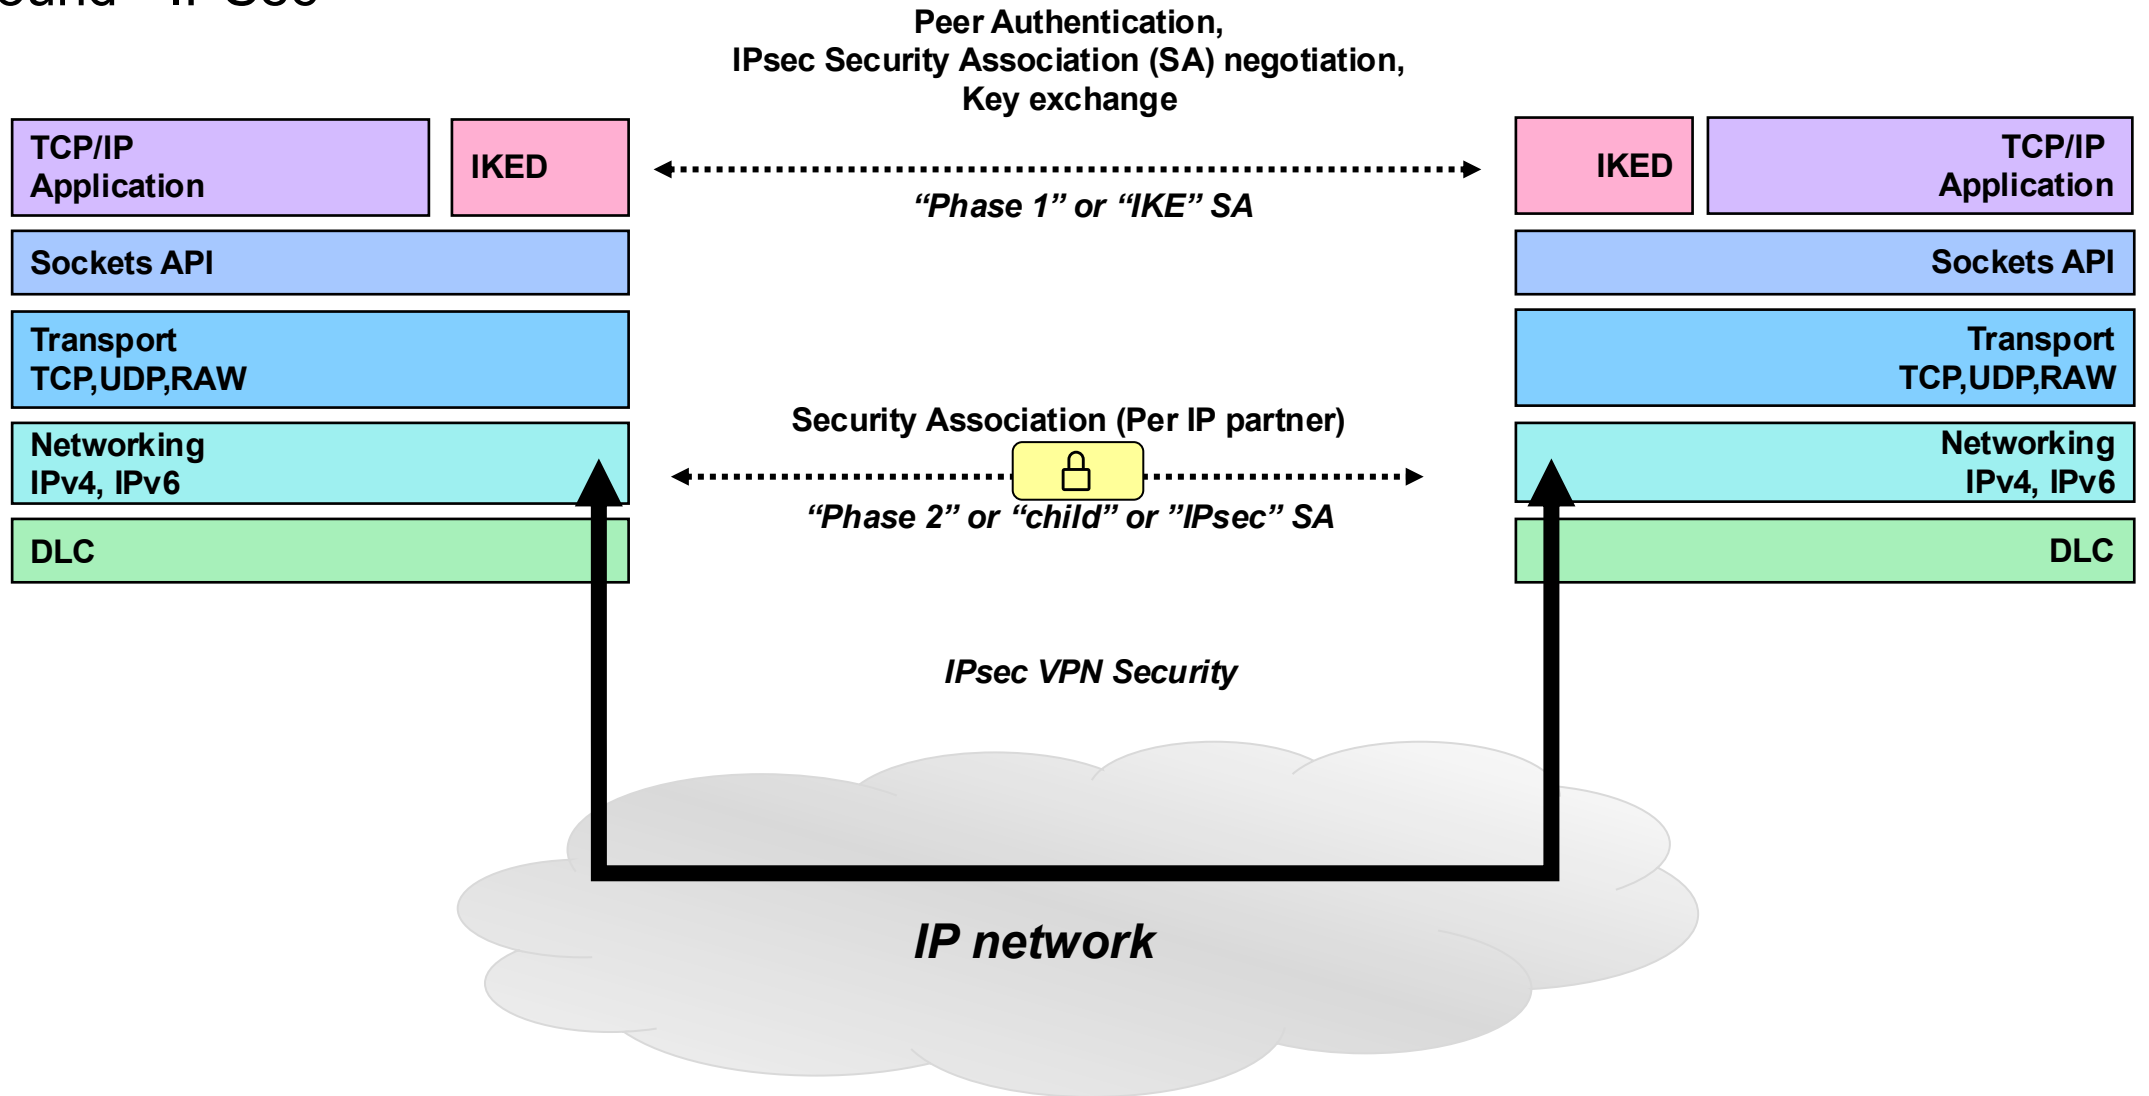 IPSec
Peer Authentication,
IPsec Security Association (SA) negotiation,
Key exchange
TCP/IP
Application
IKED
“Phase 1” or “IKE” SA
IKED
TCP/IP
Application
Sockets API
Sockets API
Transport
TCP,UDP,RAW
Transport
TCP,UDP,RAW
Security Association (Per IP partner)
Networking
IPv4, IPv6
Networking
IPv4, IPv6
“Phase 2” or “child” or ”IPsec” SA
DLC
DLC
IPsec VPN Security
IP network